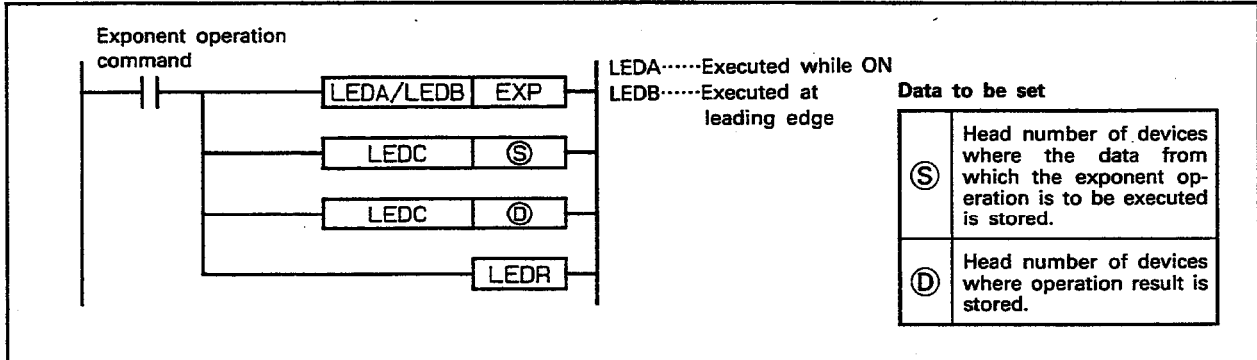 Exponent operation
command
LEDA/LEDB EXP
LEDC Ⓢ
LEDC Ⓓ
LEDR
LEDA······Executed while ON
LEDB······Executed at
leading edge
Data to be set
Ⓢ
Head number of devices
where the data from
which the exponent op-
eration is to be executed
is stored.
Ⓓ
Head number of devices
where operation result is
stored.